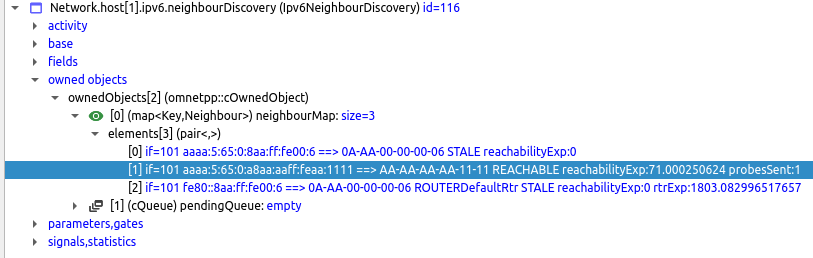 Network.host[1].ipv6.neighbourDiscovery (Ipv6NeighbourDiscovery) id=116
activity
base
fields
owned objects
ownedObjects[2] (omnetpp::cOwnedObject)
[0] (map<Key,Neighbour>) neighbourMap: size=3
elements[3] (pair<,>)
[0] if=101 aaaa:5:65:0:8aa:ff:fe00:6 ==> 0A-AA-00-00-00-06 STALE reachabilityExp:0
[1] if=101 aaaa:5:65:0:a8aa:aaff:feaa:1111 ==> AA-AA-AA-AA-11-11 REACHABLE reachabilityExp:71.000250624 probesSent:1
[2] if=101 fe80::8aa:ff:fe00:6 ==> 0A-AA-00-00-00-06 ROUTERDefaultRtr STALE reachabilityExp:0 rtrExp:1803.082996517657
[1] (cQueue) pendingQueue: empty
parameters,gates
signals,statistics